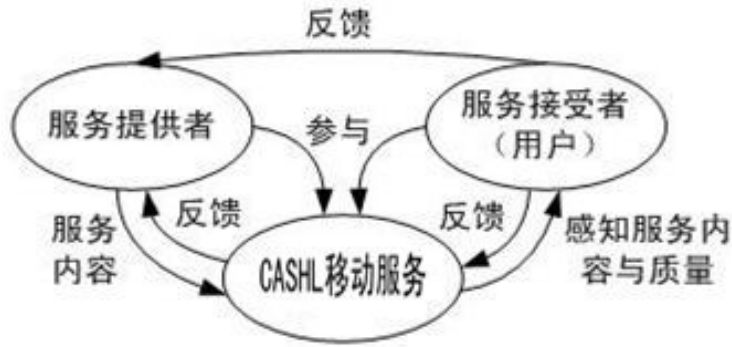 反馈
服务提供者
参与
服务接受者
（用户）
服务
内容
反馈
反馈
感知服务内
容与质量
CASHL移动服务